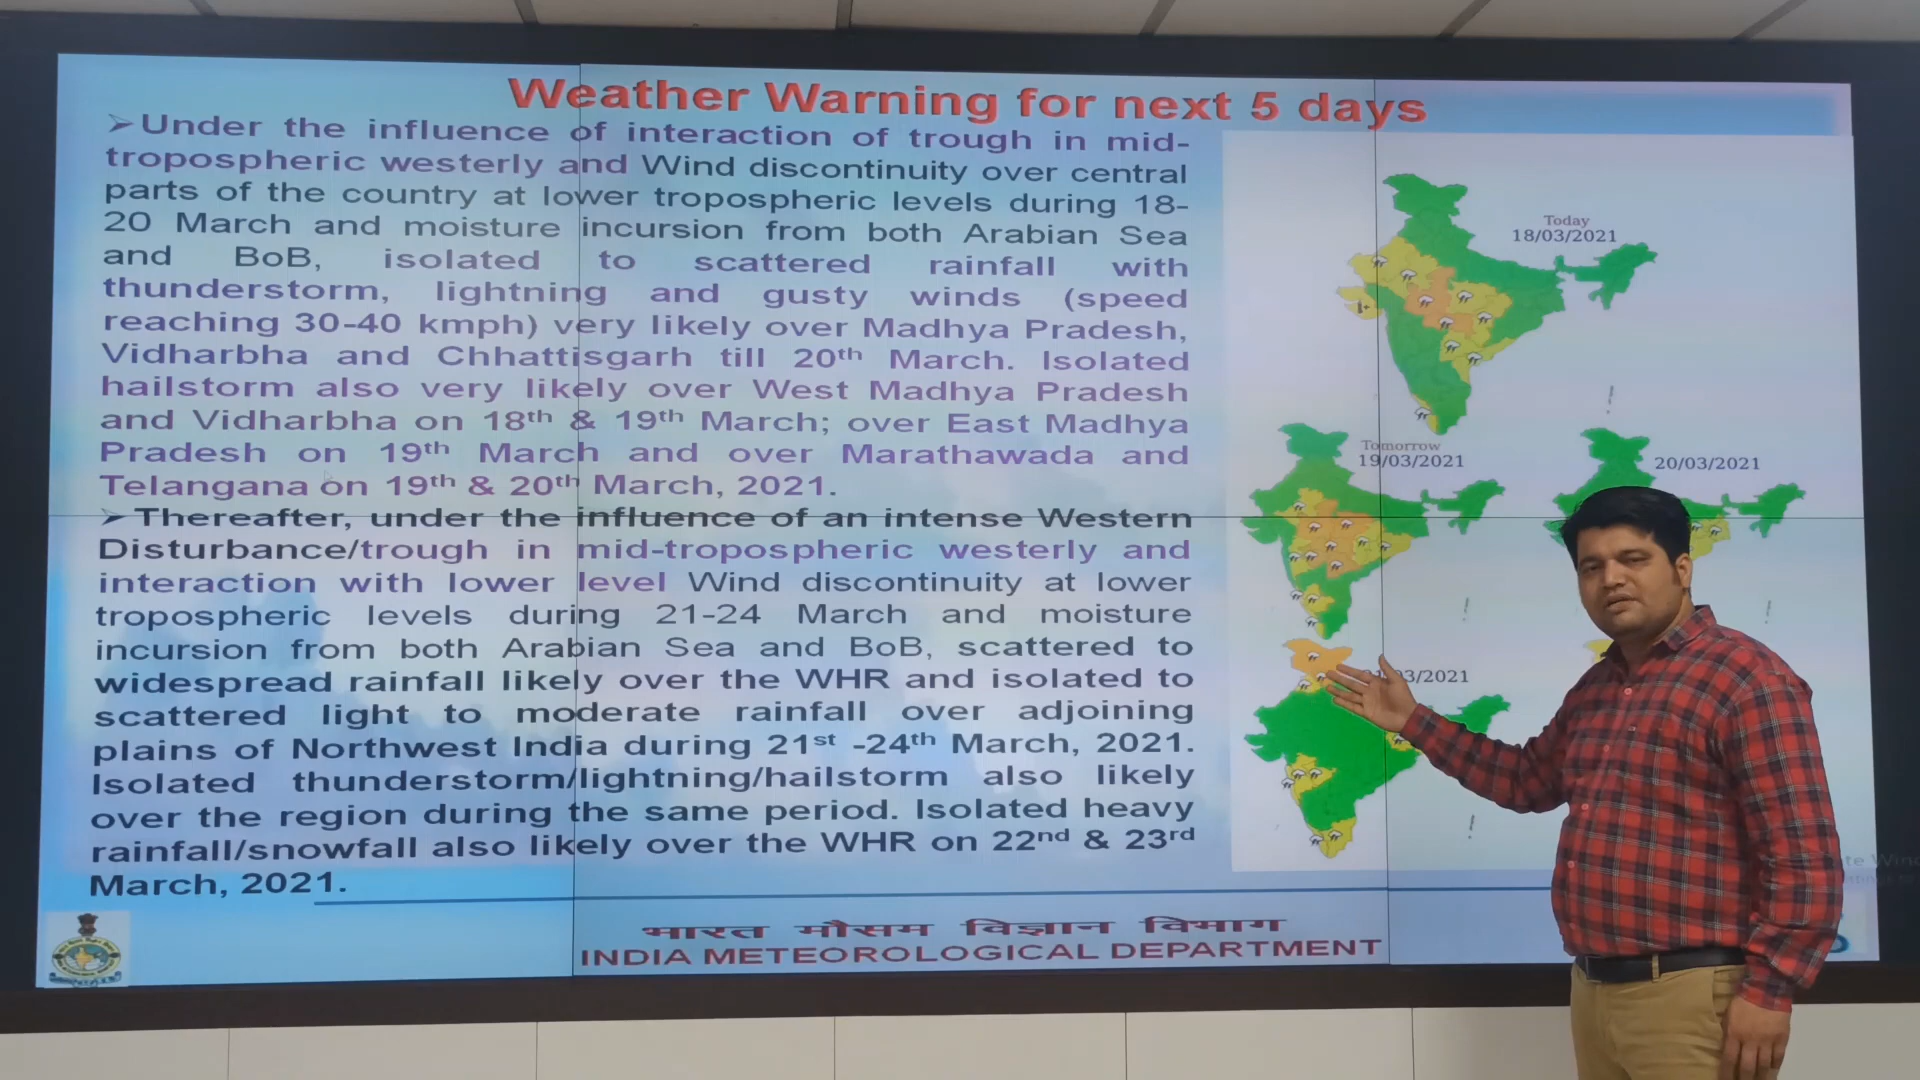 Weather Warning for next 5 days
➢Under the influence of interaction of trough in mid-
tropospheric westerly and Wind discontinuity over central
parts of the country at lower tropospheric levels during 18-
20 March and moisture incursion from both Arabian Sea
and BoB, isolated to scattered rainfall with
thunderstorm, lightning and gusty winds (speed
reaching 30-40 kmph) very likely over Madhya Pradesh,
Vidharbha and Chhattisgarh till 20th March. Isolated
hailstorm also very likely over West Madhya Pradesh
and Vidharbha on 18th & 19th March; over East Madhya
Pradesh on 19th March and over Marathawada and
Telangana on 19th & 20th March, 2021.
➢Thereafter, under the influence of an intense Western
Disturbance/trough in mid-tropospheric westerly and
interaction with lower level Wind discontinuity at lower
tropospheric levels during 21-24 March and moisture
incursion from both Arabian Sea and BoB, scattered to
widespread rainfall likely over the WHR and isolated to
scattered light to moderate rainfall over adjoining
plains of Northwest India during 21st -24th March, 2021.
Isolated thunderstorm/lightning/hailstorm also likely
over the region during the same period. Isolated heavy
rainfall/snowfall also likely over the WHR on 22nd & 23rd
March, 2021.
Today
18/03/2021
Tomorrow
19/03/2021
20/03/2021
03/2021
भारत मौसम विज्ञान विभाग
INDIA METEOROLOGICAL DEPARTMENT